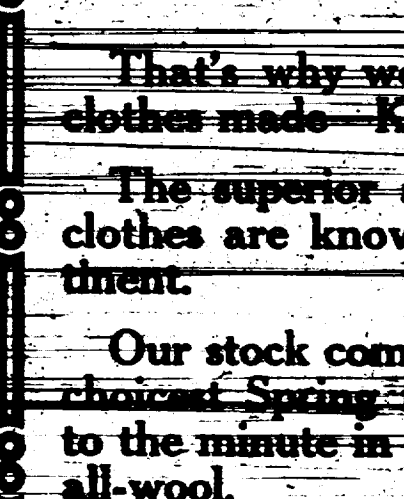 That's why we
clothes made K
The superior
clothes are know
tinent.
Our stock com
choicest Spring
to the minute in
all-wool.